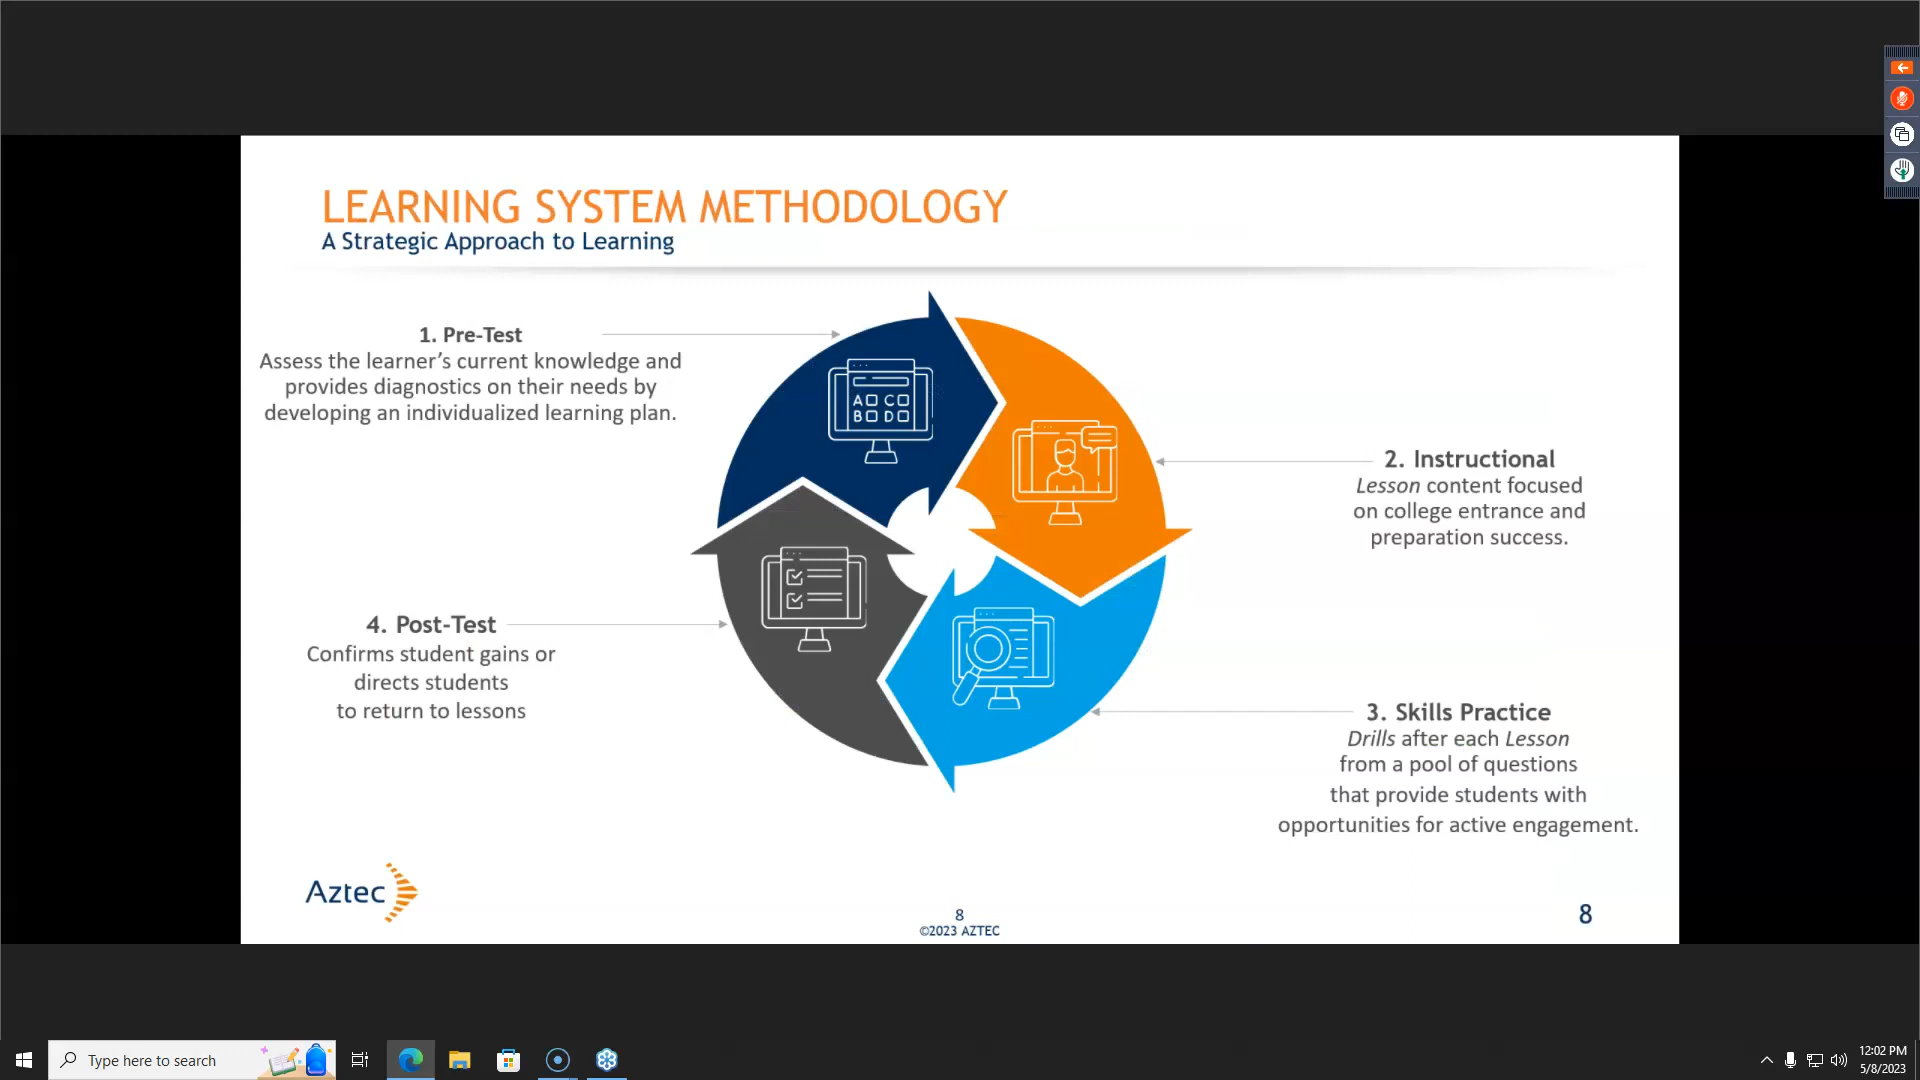 LEARNING SYSTEM METHODOLOGY
A Strategic Approach to Learning
1. Pre-Test
Assess the learner's current knowledge and
provides diagnostics on their needs by
developing an individualized learning plan.
A C
B D
2. Instructional
Lesson content focused
on college entrance and
preparation success.
4. Post-Test
Confirms student gains or
directs students
to return to lessons
3. Skills Practice
Drills after each Lesson
from a pool of questions
that provide students with
opportunities for active engagement.
Aztec
8
©2023 AZTEC
8
Type here to search
12:02 PM
5/8/2023